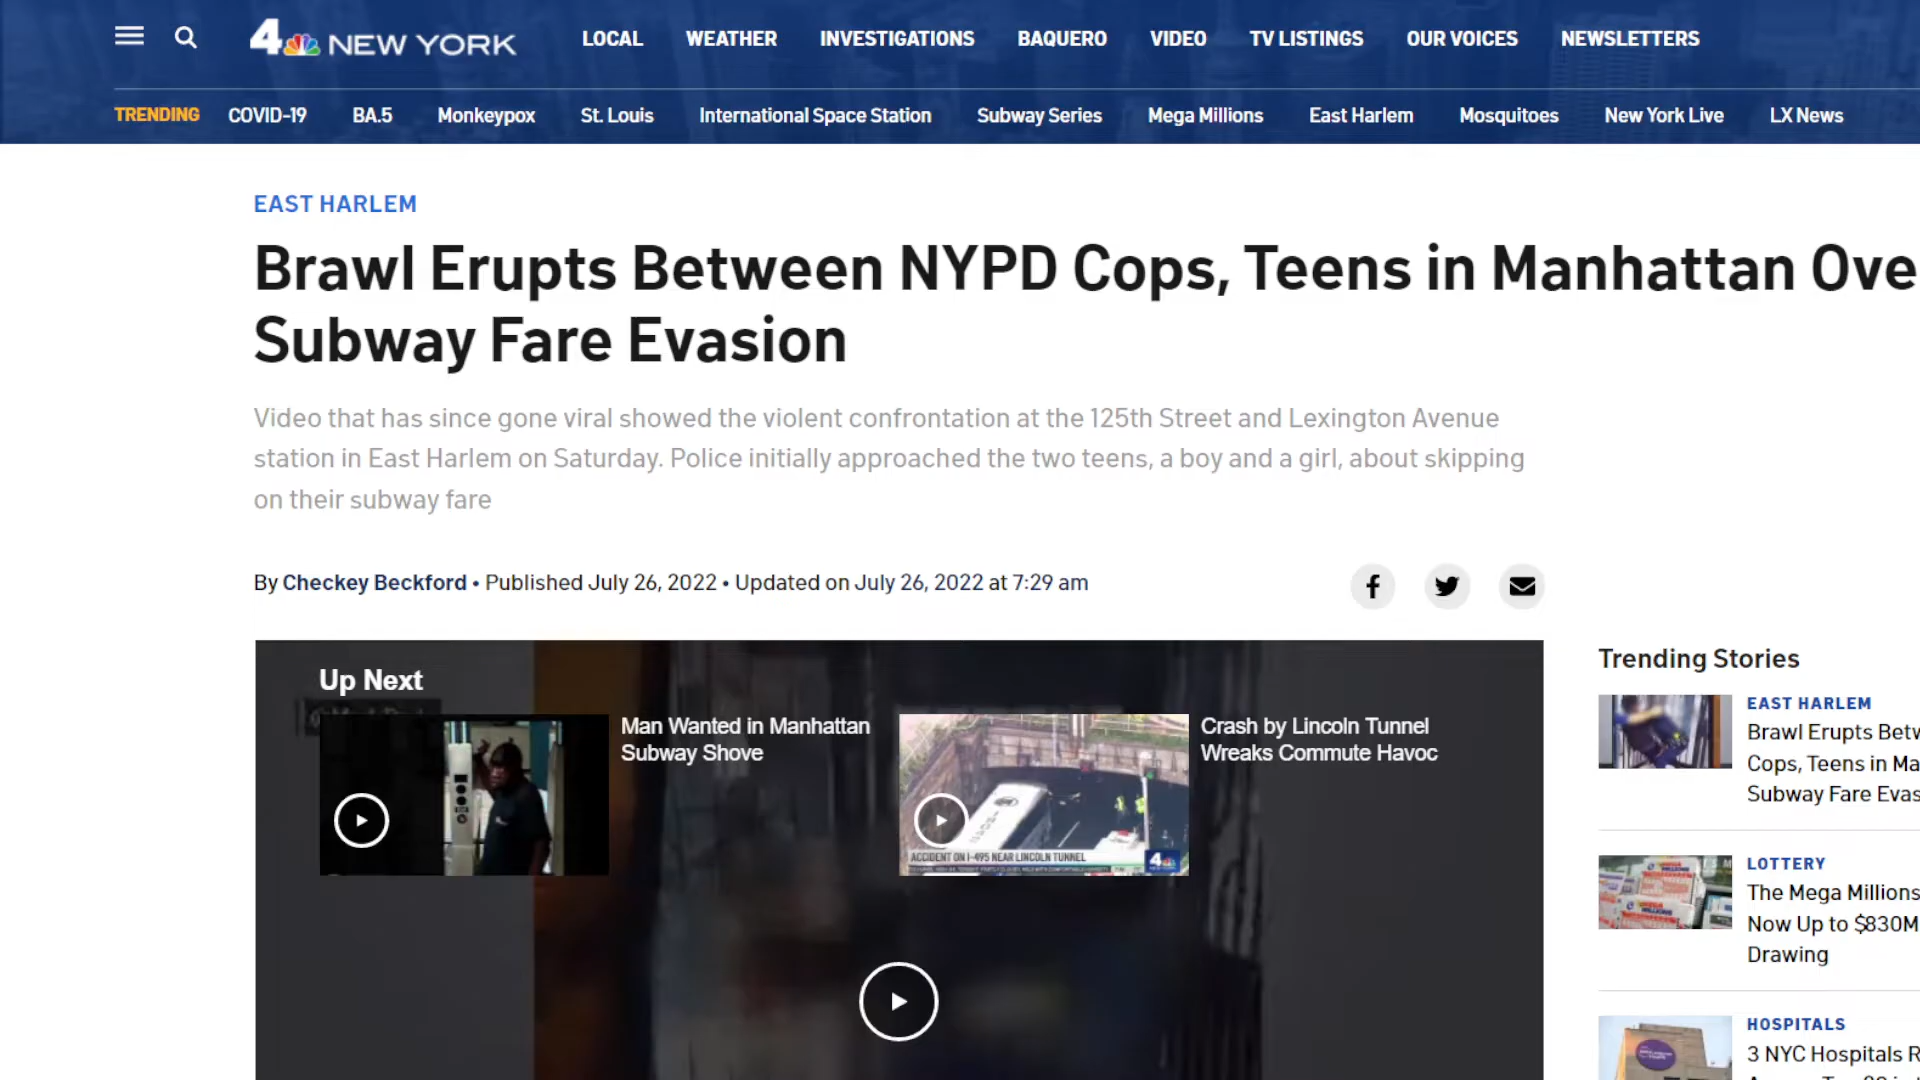 4 NEW YORK
LOCAL WEATHER INVESTIGATIONS BAQUERO VIDEO TV LISTINGS OUR VOICES NEWSLETTERS
TRENDING COVID-19 BA.5 Monkeypox St. Louis International Space Station Subway Series Mega Millions East Harlem Mosquitoes New York Live LX News
EAST HARLEM
Brawl Erupts Between NYPD Cops, Teens in Manhattan Ove
Subway Fare Evasion
Video that has since gone viral showed the violent confrontation at the 125th Street and Lexington Avenue
station in East Harlem on Saturday. Police initially approached the two teens, a boy and a girl, about skipping
on their subway fare
By Checkey Beckford • Published July 26, 2022 • Updated on July 26, 2022 at 7:29 am
Up Next
Man Wanted in Manhattan
Subway Shove
Crash by Lincoln Tunnel
Wreaks Commute Havoc
ACCIDENT ON I-495 NEAR LINCOLN TUNNEL
4
Trending Stories
EAST HARLEM
Brawl Erupts Betw
Cops, Teens in Ma
Subway Fare Evas
LOTTERY
The Mega Millions
Now Up to $830M
Drawing
HOSPITALS
3 NYC Hospitals R